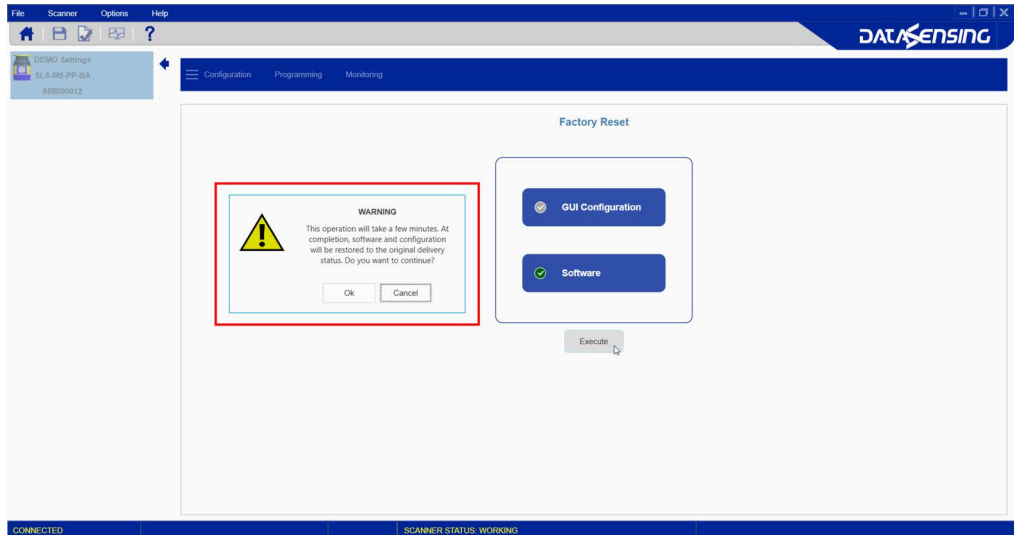 File Scanner Options Help
?
DATASENSING
DEMO Settings
SLS-M5-PP-BA
988000012
Configuration Programming Monitoring
Factory Reset
WARNING
This operation will take a few minutes. At
completion, software and configuration
will be restored to the original delivery
status. Do you want to continue?
Ok Cancel
GUI Configuration
Software
Execute
CONNECTED SCANNER STATUS: WORKING